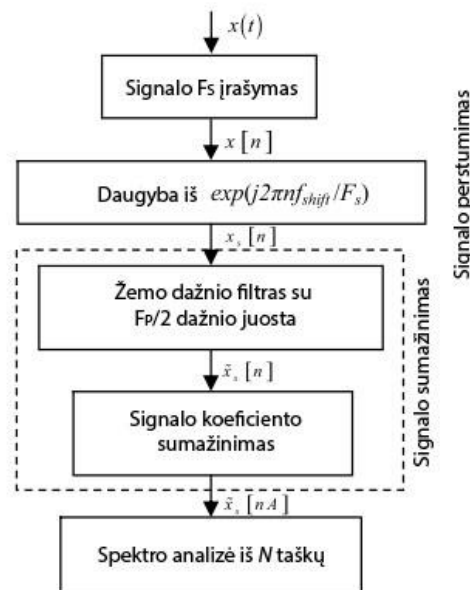 x(t)
Signalo Fs įrašymas
x[n]
Daugyba iš exp(j2πnf_shift/F_s)
x_s[n]
Žemo dažnio filtras su
Fp/2 dažnio juosta
x̃_s[n]
Signalo koeficiento
sumažinimas
x̃_s[nA]
Spektro analizė iš N taškų
Signalo sumažinimas
Signalo perstumimas